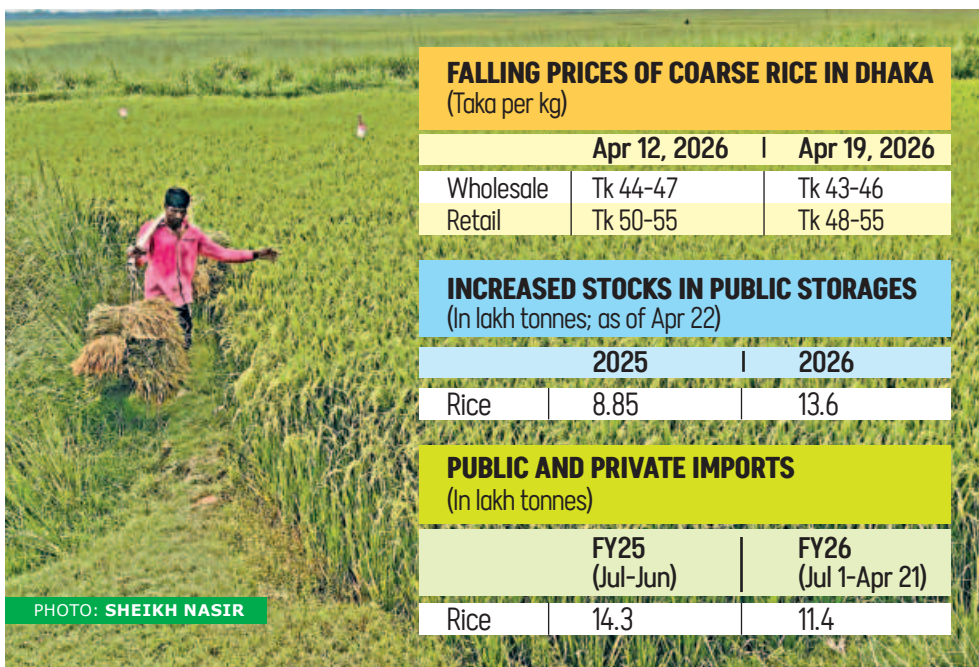 FALLING PRICES OF COARSE RICE IN DHAKA
(Taka per kg)
Apr 12, 2026 | Apr 19, 2026
Wholesale Tk 44-47 Tk 43-46
Retail Tk 50-55 Tk 48-55
INCREASED STOCKS IN PUBLIC STORAGES
(In lakh tonnes; as of Apr 22)
2025 | 2026
Rice 8.85 13.6
PUBLIC AND PRIVATE IMPORTS
(In lakh tonnes)
FY25 FY26
(Jul-Jun) (Jul 1-Apr 21)
Rice 14.3 11.4
PHOTO: SHEIKH NASIR